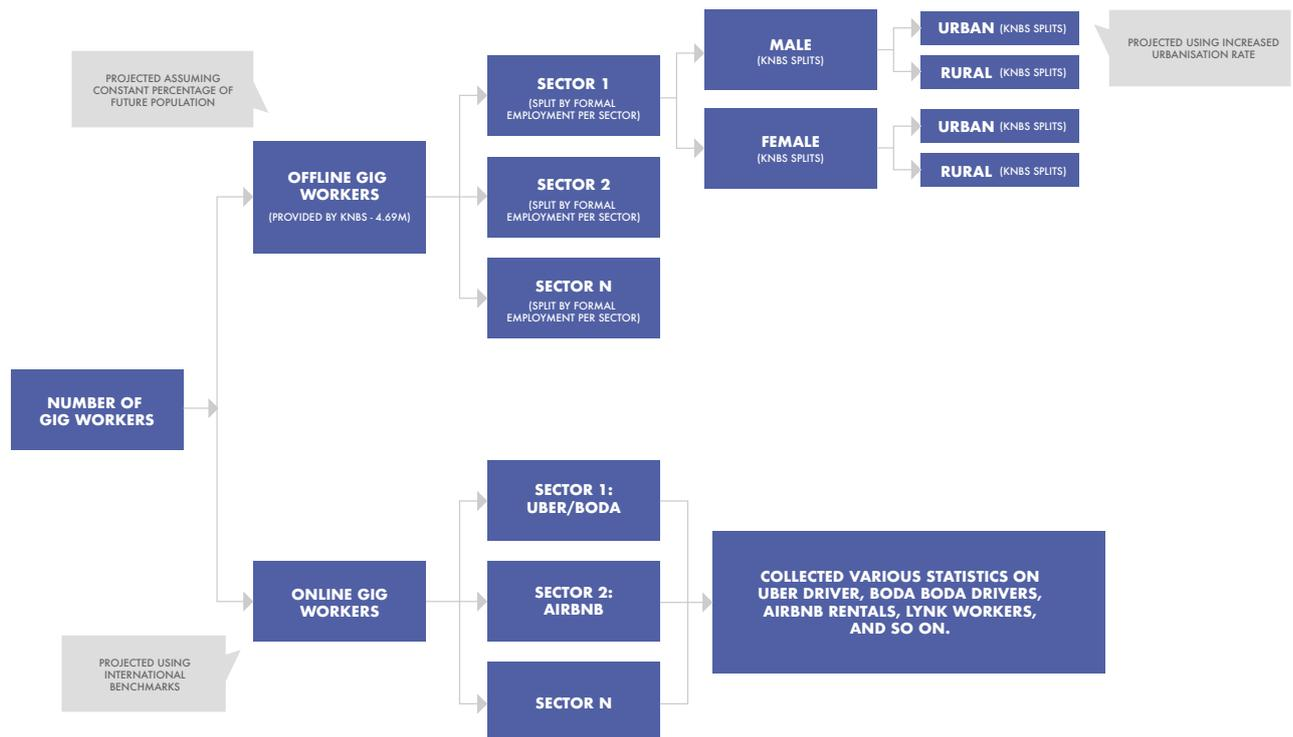 PROJECTED ASSUMING
CONSTANT PERCENTAGE OF
FUTURE POPULATION
OFFLINE GIG
WORKERS
(PROVIDED BY KNBS - 4.69M)
SECTOR 1
(SPLIT BY FORMAL
EMPLOYMENT PER SECTOR)
SECTOR 2
(SPLIT BY FORMAL
EMPLOYMENT PER SECTOR)
SECTOR N
(SPLIT BY FORMAL
EMPLOYMENT PER SECTOR)
MALE
(KNBS SPLITS)
FEMALE
(KNBS SPLITS)
URBAN (KNBS SPLITS)
RURAL (KNBS SPLITS)
URBAN (KNBS SPLITS)
RURAL (KNBS SPLITS)
PROJECTED USING INCREASED
URBANISATION RATE
NUMBER OF
GIG WORKERS
ONLINE GIG
WORKERS
PROJECTED USING
INTERNATIONAL
BENCHMARKS
SECTOR 1:
UBER/BODA
SECTOR 2:
AIRBNB
SECTOR N
COLLECTED VARIOUS STATISTICS ON
UBER DRIVER, BODA BODA DRIVERS,
AIRBNB RENTALS, LYNK WORKERS,
AND SO ON.